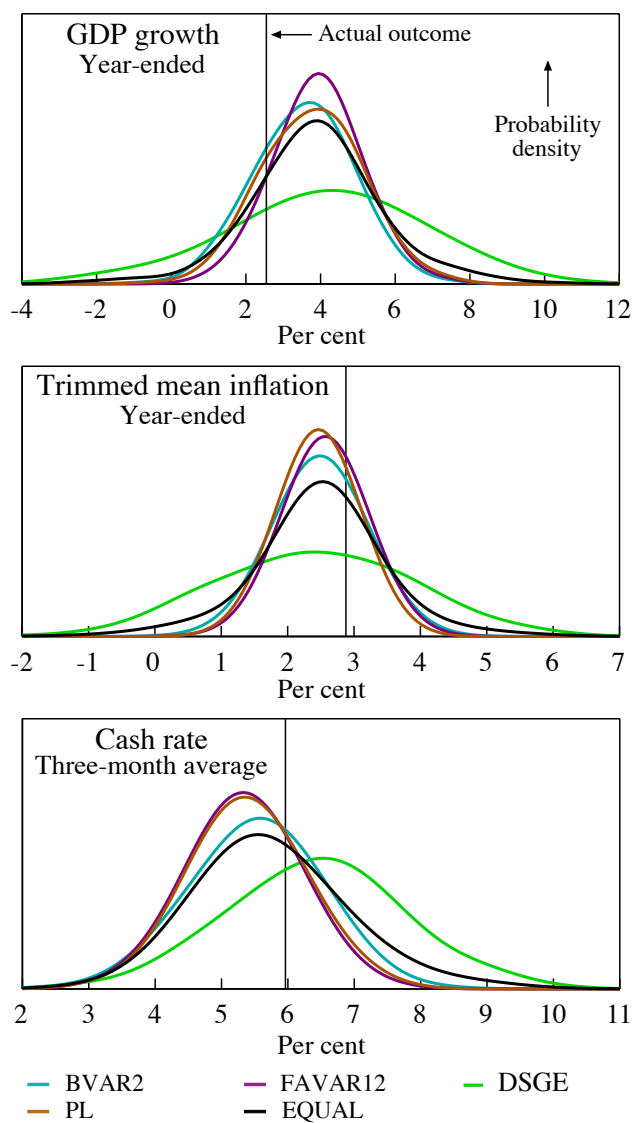 GDP growth
Year-ended
Actual outcome
Probability
density
-4 -2 0 2 4 6 8 10 12
Per cent
Trimmed mean inflation
Year-ended
-2 -1 0 1 2 3 4 5 6 7
Per cent
Cash rate
Three-month average
2 3 4 5 6 7 8 9 10 11
Per cent
BVAR2 FAVAR12 DSGE
PL EQUAL